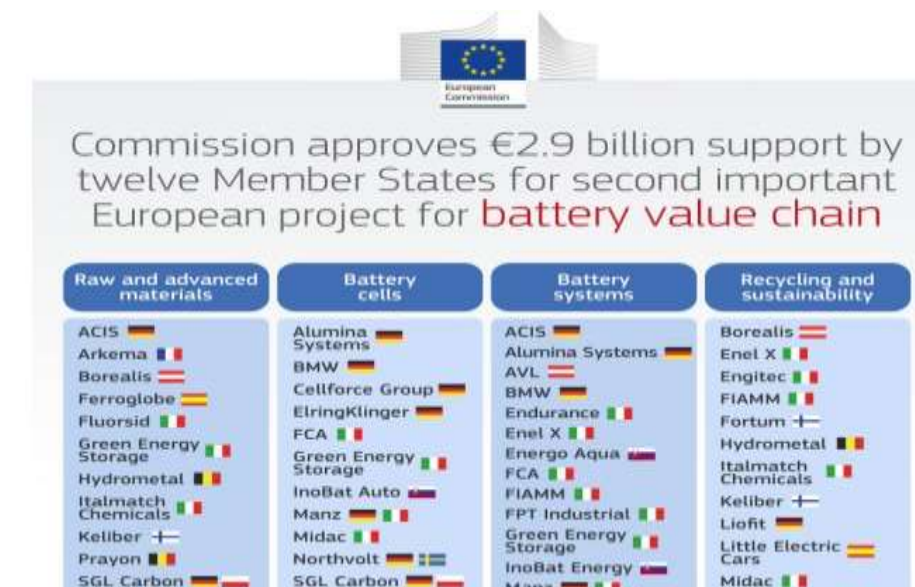 European
Commission
Commission approves €2.9 billion support by
twelve Member States for second important
European project for battery value chain
Raw and advanced
materials
ACIS
Arkema
Borealis
Ferroglobe
Fluorsid
Green Energy
Storage
Hydrometal
Italmatch
Chemicals
Keliber
Prayon
SGL Carbon
Battery
cells
Alumina
Systems
BMW
Cellforce Group
ElringKlinger
FCA
Green Energy
Storage
InoBat Auto
Manz
Midac
Northvolt
SGL Carbon
Battery
systems
ACIS
Alumina Systems
AVL
BMW
Endurance
Enel X
Energo Aqua
FCA
FIAMM
FPT Industrial
Green Energy
Storage
InoBat Energy
Manz
Recycling and
sustainability
Borealis
Enel X
Engitec
FIAMM
Fortum
Hydrometal
Italmatch
Chemicals
Keliber
Liofit
Little Electric
Cars
Midac